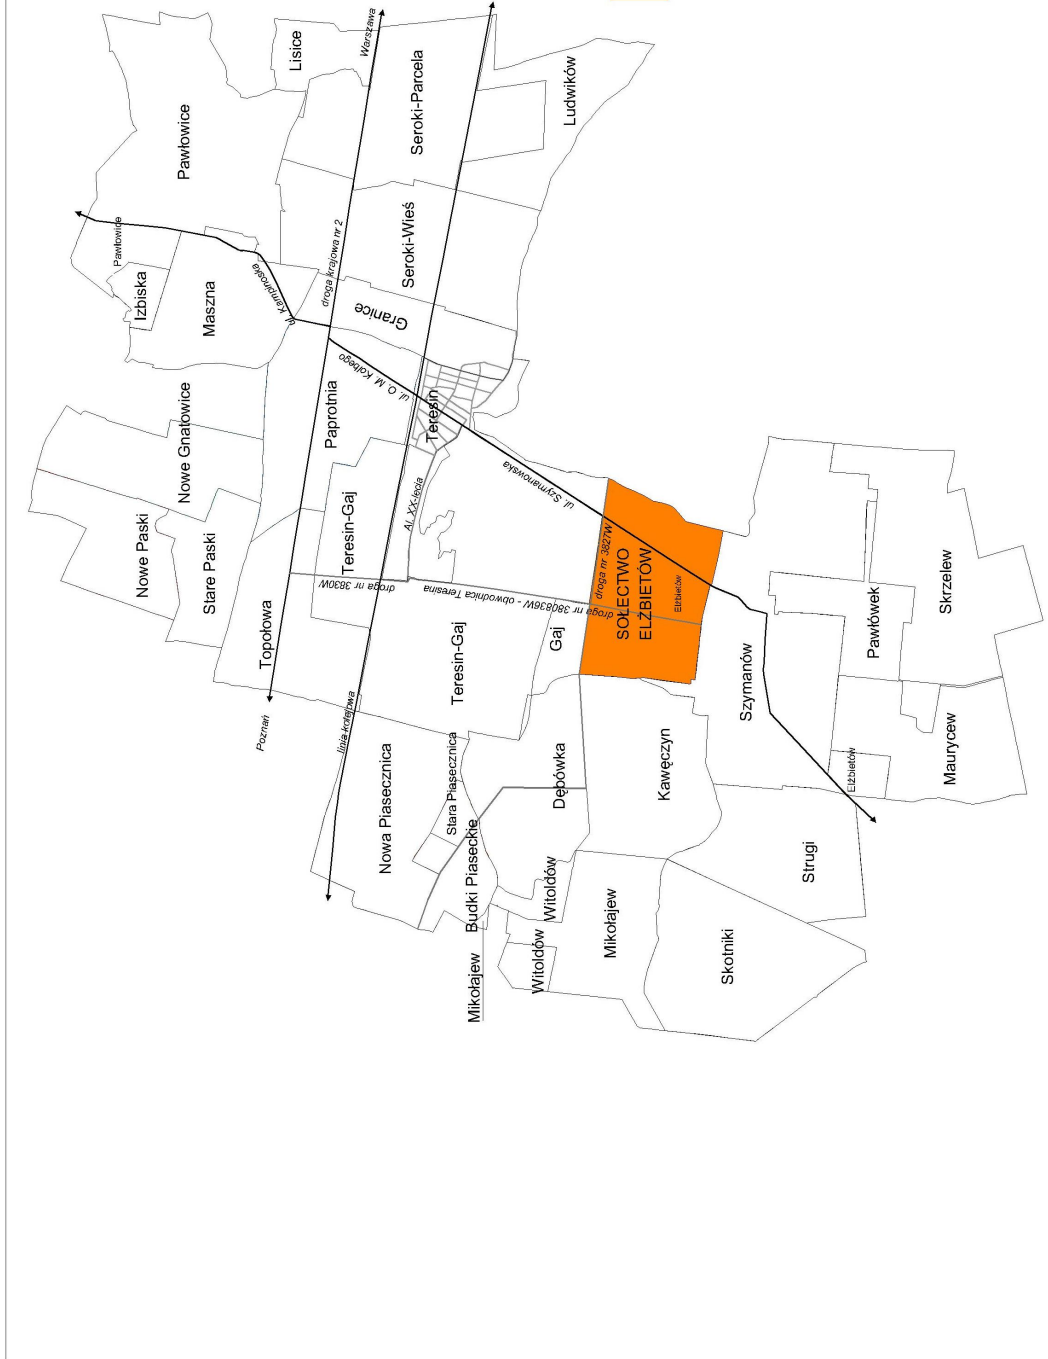 Nowe Paski
Nowe Gnatowice
Stare Paski
Izbiska
Pawłowice
Pawłowice
Maszna
Lisice
ul. Kampinoska
Warszawa
droga krajowa nr 2
Topołowa
Poznań
Paprotnia
Granice
Seroki-Wieś
Seroki-Parcela
Ludwików
Teresin-Gaj
ul. O. M. Kolbego
Teresin
Al. XX-lecia
droga nr 3830W
droga nr 380836W - obwodnica Teresina
ul. Szymanowska
linia kolejowa
Teresin-Gaj
Gaj
droga nr 3827W
SOŁECTWO
ELŻBIETÓW
Elżbietów
Nowa Piasecznica
Stara Piasecznica
Budki Piaseckie
Dębówka
Kawęczyn
Szymanów
Pawłówek
Skrzelew
Maurycew
Elżbietów
Mikołajew
Witoldów
Witoldów
Mikołajew
Skotniki
Strugi